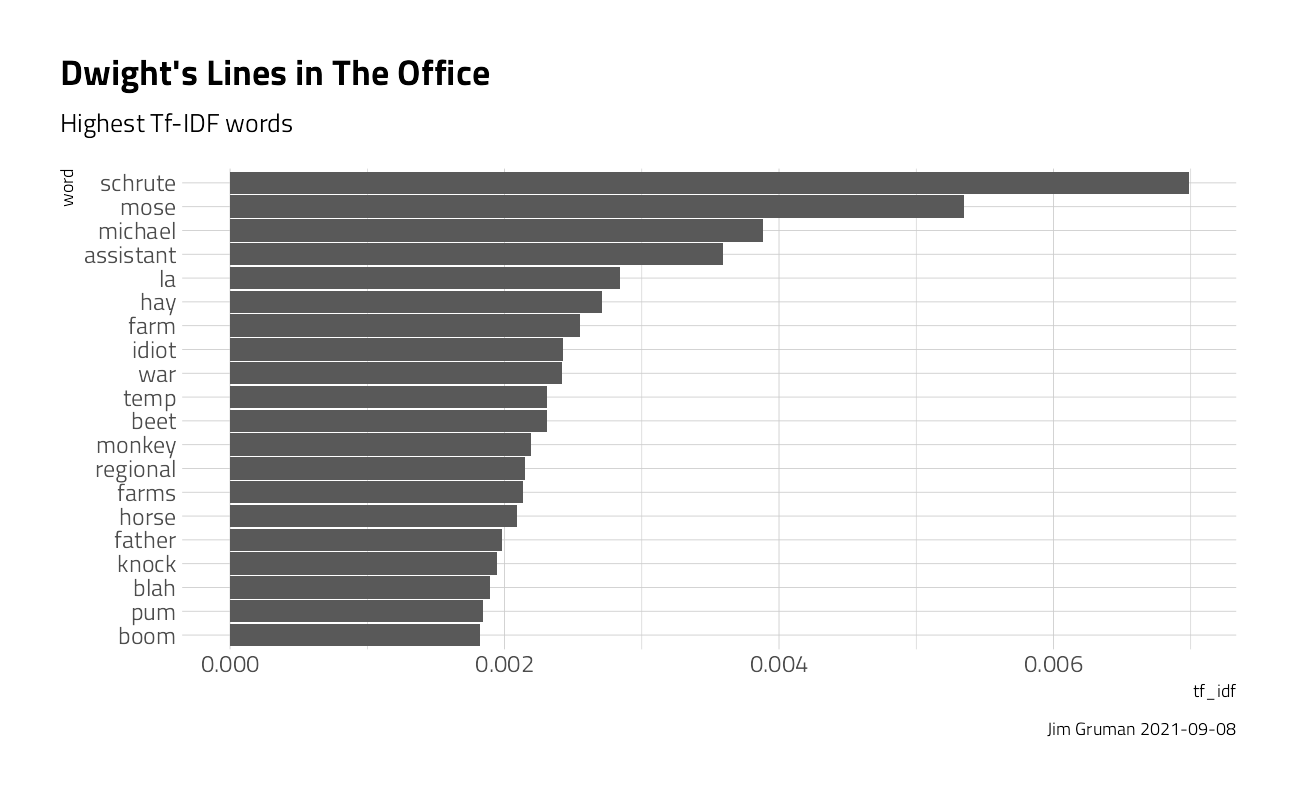 Dwight's Lines in The Office
Highest Tf-IDF words
word
schrute
mose
michael
assistant
la
hay
farm
idiot
war
temp
beet
monkey
regional
farms
horse
father
knock
blah
pum
boom
0.000 0.002 0.004 0.006
tf_idf
Jim Gruman 2021-09-08